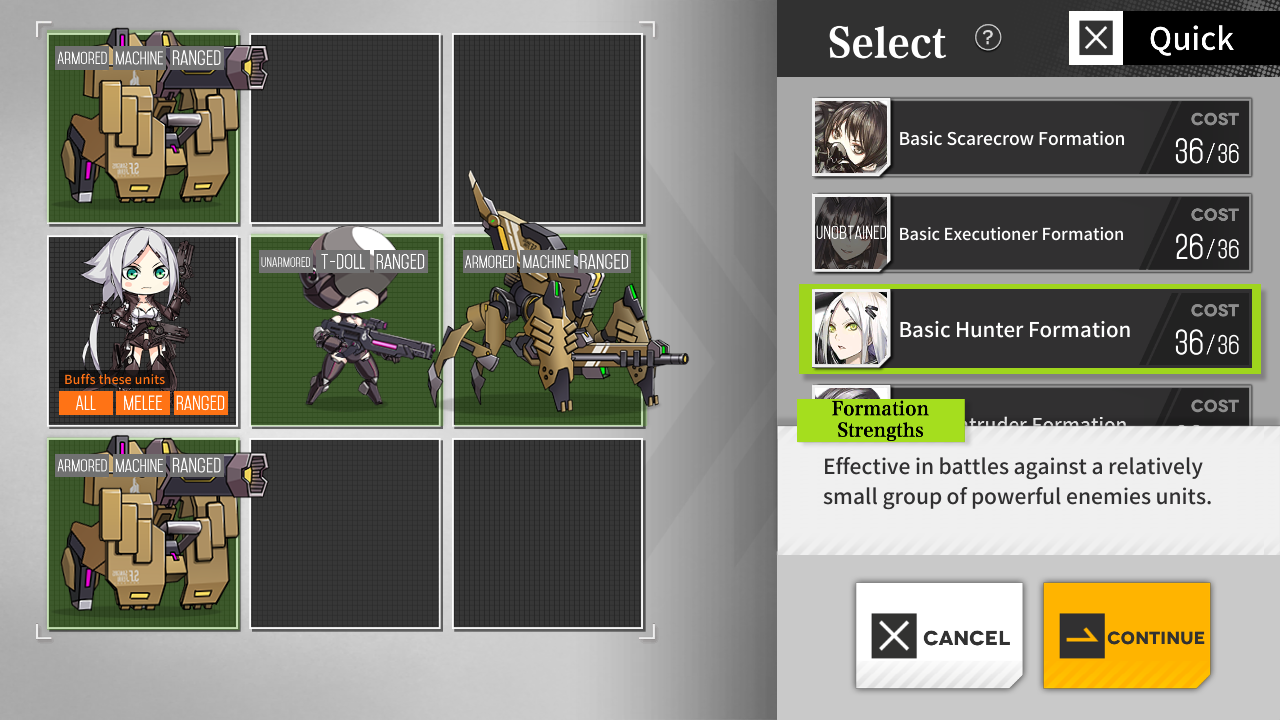 ARMORED MACHINE RANGED
UNARMORED T-DOLL RANGED
ARMORED MACHINE RANGED
Buffs these units
ALL MELEE RANGED
ARMORED MACHINE RANGED
Select ?
Quick
Basic Scarecrow Formation
COST
36/36
UNOBTAINED
Basic Executioner Formation
COST
26/36
Basic Hunter Formation
COST
36/36
COST
Formation
Formation
Strengths
Effective in battles against a relatively
small group of powerful enemies units.
CANCEL
CONTINUE